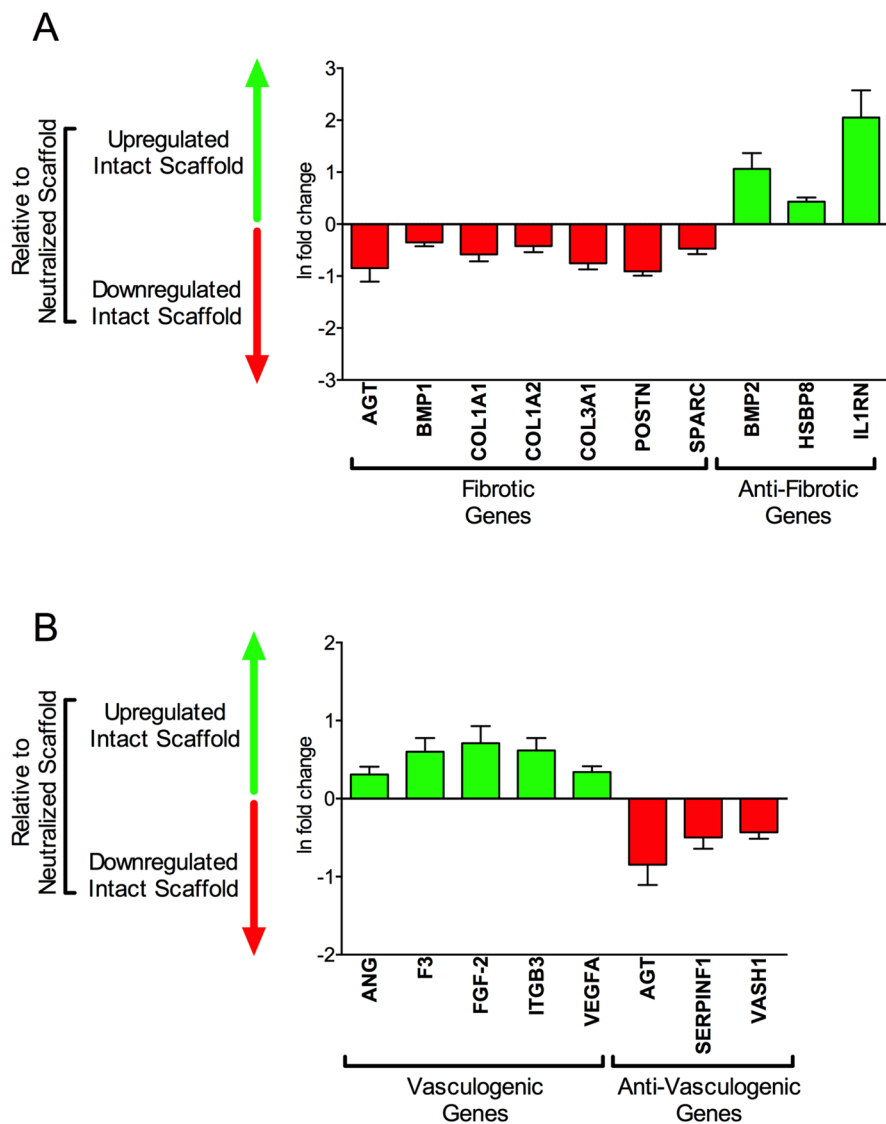 A
Relative to
Neutralized Scaffold
Upregulated
Intact Scaffold
Downregulated
Intact Scaffold
ln fold change
3
2
1
0
-1
-2
-3
AGT
BMP1
COL1A1
COL1A2
COL3A1
POSTN
SPARC
BMP2
HSBP8
IL1RN
Fibrotic
Genes
Anti-Fibrotic
Genes
B
Relative to
Neutralized Scaffold
Upregulated
Intact Scaffold
Downregulated
Intact Scaffold
ln fold change
2
1
0
-1
-2
ANG
F3
FGF-2
ITGB3
VEGFA
AGT
SERPINF1
VASH1
Vasculogenic
Genes
Anti-Vasculogenic
Genes